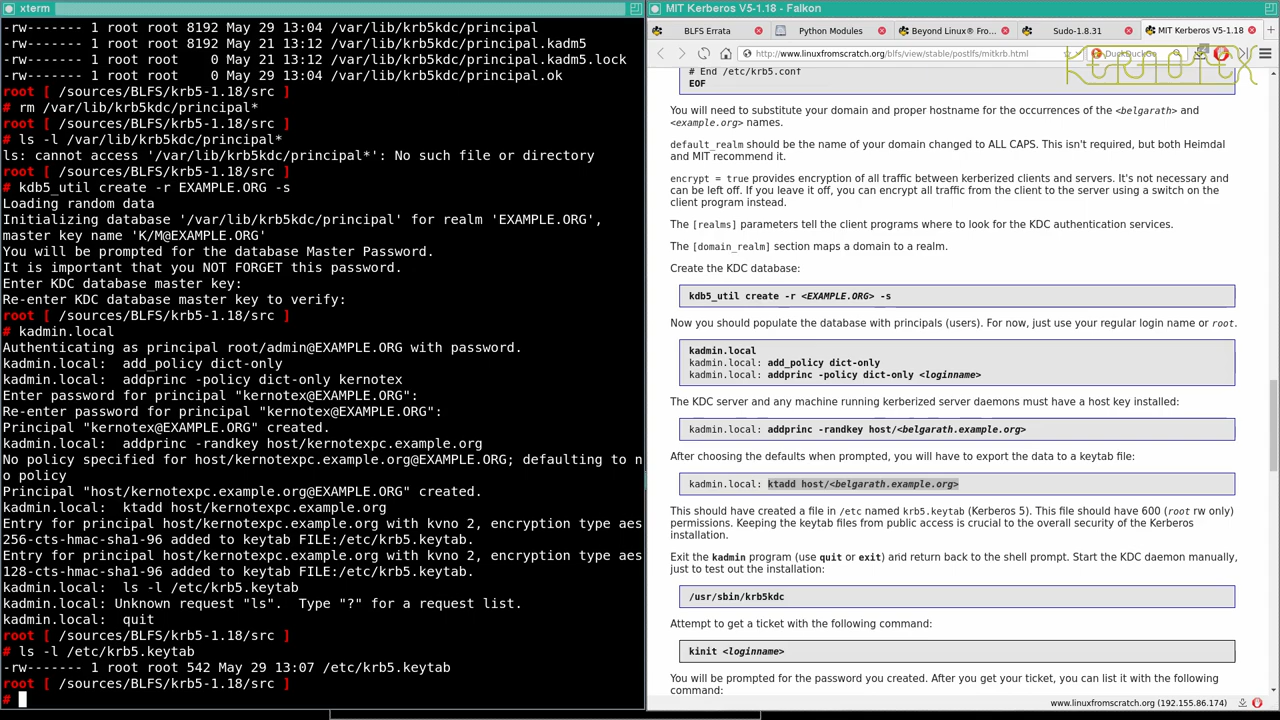 xterm
-rw------- 1 root root 8192 May 29 13:04 /var/lib/krb5kdc/principal
-rw------- 1 root root 8192 May 21 13:12 /var/lib/krb5kdc/principal.kadm5
-rw------- 1 root root    0 May 21 13:12 /var/lib/krb5kdc/principal.kadm5.lock
-rw------- 1 root root    0 May 29 13:04 /var/lib/krb5kdc/principal.ok
root [ /sources/BLFS/krb5-1.18/src ]
# rm /var/lib/krb5kdc/principal*
root [ /sources/BLFS/krb5-1.18/src ]
# ls -l /var/lib/krb5kdc/principal*
ls: cannot access '/var/lib/krb5kdc/principal*': No such file or directory
root [ /sources/BLFS/krb5-1.18/src ]
# kdb5_util create -r EXAMPLE.ORG -s
Loading random data
Initializing database '/var/lib/krb5kdc/principal' for realm 'EXAMPLE.ORG',
master key name 'K/M@EXAMPLE.ORG'
You will be prompted for the database Master Password.
It is important that you NOT FORGET this password.
Enter KDC database master key:
Re-enter KDC database master key to verify:
root [ /sources/BLFS/krb5-1.18/src ]
# kadmin.local
Authenticating as principal root/admin@EXAMPLE.ORG with password.
kadmin.local:  add_policy dict-only
kadmin.local:  addprinc -policy dict-only kernotex
Enter password for principal "kernotex@EXAMPLE.ORG":
Re-enter password for principal "kernotex@EXAMPLE.ORG":
Principal "kernotex@EXAMPLE.ORG" created.
kadmin.local:  addprinc -randkey host/kernotexpc.example.org
No policy specified for host/kernotexpc.example.org@EXAMPLE.ORG; defaulting to n
o policy
Principal "host/kernotexpc.example.org@EXAMPLE.ORG" created.
kadmin.local:  ktadd host/kernotexpc.example.org
Entry for principal host/kernotexpc.example.org with kvno 2, encryption type aes
256-cts-hmac-sha1-96 added to keytab FILE:/etc/krb5.keytab.
Entry for principal host/kernotexpc.example.org with kvno 2, encryption type aes
128-cts-hmac-sha1-96 added to keytab FILE:/etc/krb5.keytab.
kadmin.local:  ls -l /etc/krb5.keytab
kadmin.local: Unknown request "ls".  Type "?" for a request list.
kadmin.local:  quit
root [ /sources/BLFS/krb5-1.18/src ]
# ls -l /etc/krb5.keytab
-rw------- 1 root root 542 May 29 13:07 /etc/krb5.keytab
root [ /sources/BLFS/krb5-1.18/src ]
#
MIT Kerberos V5-1.18 - Falkon
BLFS Errata
Python Modules
Beyond Linux® Fro...
Sudo-1.8.31
MIT Kerberos V5-1.18
http://www.linuxfromscratch.org/blfs/view/stable/postlfs/mitkrb.html
DuckDuckGo
KERNOTEX
# End /etc/krb5.conf
EOF
You will need to substitute your domain and proper hostname for the occurrences of the <belgarath> and
<example.org> names.
default_realm should be the name of your domain changed to ALL CAPS. This isn't required, but both Heimdal
and MIT recommend it.
encrypt = true provides encryption of all traffic between kerberized clients and servers. It's not necessary and
can be left off. If you leave it off, you can encrypt all traffic from the client to the server using a switch on the
client program instead.
The [realms] parameters tell the client programs where to look for the KDC authentication services.
The [domain_realm] section maps a domain to a realm.
Create the KDC database:
kdb5_util create -r <EXAMPLE.ORG> -s
Now you should populate the database with principals (users). For now, just use your regular login name or root.
kadmin.local
kadmin.local: add_policy dict-only
kadmin.local: addprinc -policy dict-only <loginname>
The KDC server and any machine running kerberized server daemons must have a host key installed:
kadmin.local: addprinc -randkey host/<belgarath.example.org>
After choosing the defaults when prompted, you will have to export the data to a keytab file:
kadmin.local: ktadd host/<belgarath.example.org>
This should have created a file in /etc named krb5.keytab (Kerberos 5). This file should have 600 (root rw only)
permissions. Keeping the keytab files from public access is crucial to the overall security of the Kerberos
installation.
Exit the kadmin program (use quit or exit) and return back to the shell prompt. Start the KDC daemon manually,
just to test out the installation:
/usr/sbin/krb5kdc
Attempt to get a ticket with the following command:
kinit <loginname>
You will be prompted for the password you created. After you get your ticket, you can list it with the following
command:
www.linuxfromscratch.org (192.155.86.174)